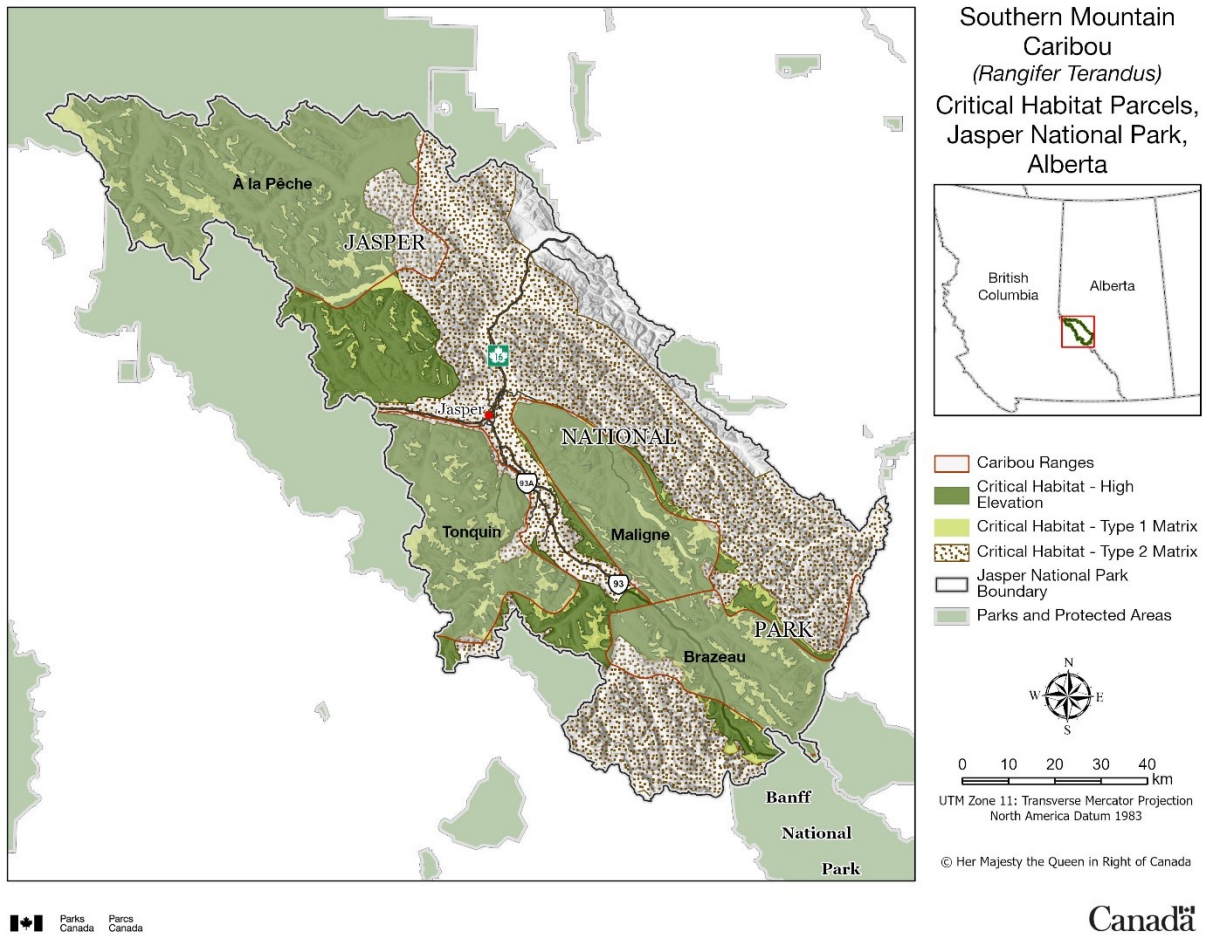 Southern Mountain
Caribou
(Rangifer Terandus)
Critical Habitat Parcels,
Jasper National Park,
Alberta
British
Columbia
Alberta
Caribou Ranges
Critical Habitat - High
Elevation
Critical Habitat - Type 1 Matrix
Critical Habitat - Type 2 Matrix
Jasper National Park
Boundary
Parks and Protected Areas
N
W
E
S
0 10 20 30 40
km
UTM Zone 11: Transverse Mercator Projection
North America Datum 1983
© Her Majesty the Queen in Right of Canada
À la Pêche
JASPER
16
Jasper
NATIONAL
93A
Tonquin
Maligne
93
PARK
Brazeau
Banff
National
Park
Parks Parcs
Canada Canada
Canada